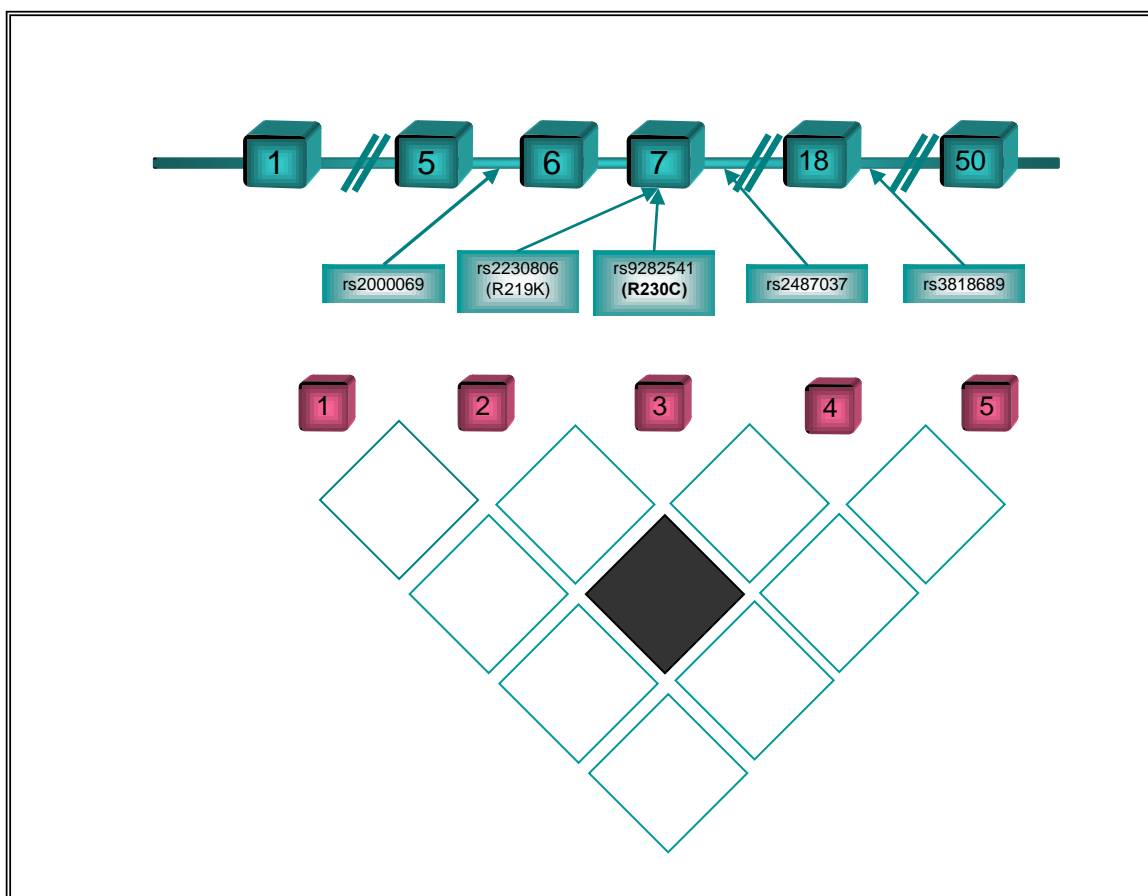 1 5 6 7 18 50
rs2000069
rs2230806
(R219K)
rs9282541
(R230C)
rs2487037
rs3818689
1 2 3 4 5